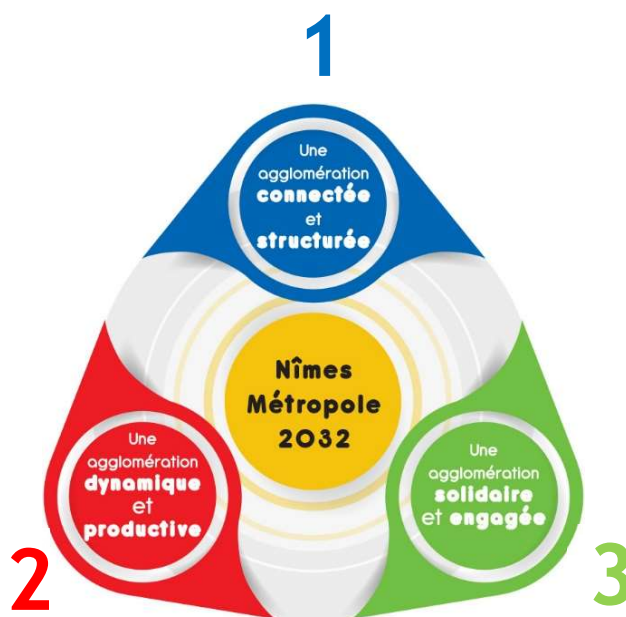 1
Une
agglomération
connectée
et
structurée
Nîmes
Métropole
2032
Une
agglomération
dynamique
et
productive
2
Une
agglomération
solidaire
et engagée
3